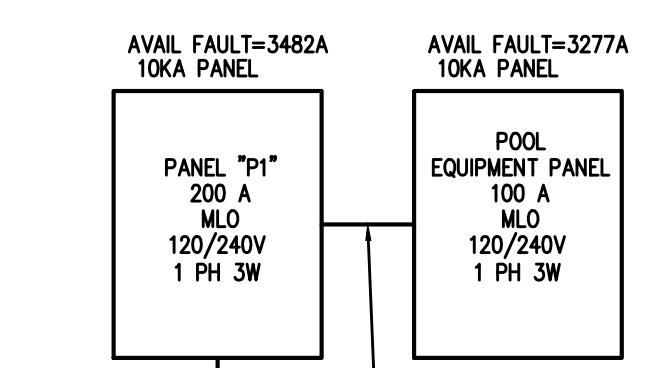 AVAIL FAULT=3482A
10KA PANEL
PANEL "P1"
200 A
MLO
120/240V
1 PH 3W
AVAIL FAULT=3277A
10KA PANEL
POOL
EQUIPMENT PANEL
100 A
MLO
120/240V
1 PH 3W